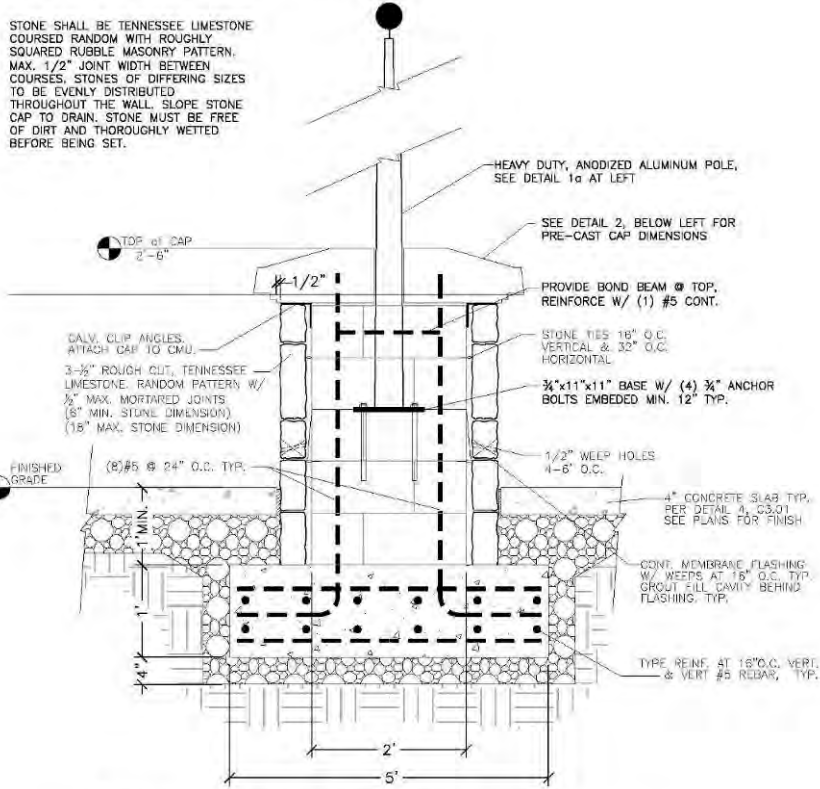 STONE SHALL BE TENNESSEE LIMESTONE
COURSED RANDOM WITH ROUGHLY
SQUARED RUBBLE MASONRY PATTERN.
MAX. 1/2" JOINT WIDTH BETWEEN
COURSES, STONES OF DIFFERING SIZES
TO BE EVENLY DISTRIBUTED
THROUGHOUT THE WALL. SLOPE STONE
CAP TO DRAIN. STONE MUST BE FREE
OF DIRT AND THOROUGHLY WETTED
BEFORE BEING SET.
HEAVY DUTY, ANODIZED ALUMINUM POLE,
SEE DETAIL 1a AT LEFT
TOP of CAP
2'-6"
SEE DETAIL 2, BELOW LEFT FOR
PRE-CAST CAP DIMENSIONS
1/2"
PROVIDE BOND BEAM @ TOP,
REINFORCE W/ (1) #5 CONT.
GALV. CLIP ANGLES.
ATTACH CAP TO CMU.
STONE TIES 16" O.C.
VERTICAL & 32" O.C.
HORIZONTAL
3-½" ROUGH CUT, TENNESSEE
LIMESTONE. RANDOM PATTERN W/
½" MAX. MORTARED JOINTS
(6" MIN. STONE DIMENSION)
(18" MAX. STONE DIMENSION)
¾"x11"x11" BASE W/ (4) ¾" ANCHOR
BOLTS EMBEDED MIN. 12" TYP.
FINISHED
GRADE
(8)#5 @ 24" O.C. TYP.
1/2" WEEP HOLES
4-6' O.C.
4" CONCRETE SLAB TYP.
PER DETAIL 4, C3.01
SEE PLANS FOR FINISH
1'MIN.
CONT. MEMBRANE FLASHING
W/ WEEPS AT 16" O.C. TYP
GROUT FILL CAVITY BEHIND
FLASHING, TYP.
1'
4"
TYPE REINF. AT 16"O.C. VERT.
& VERT #5 REBAR, TYP.
2'
5'